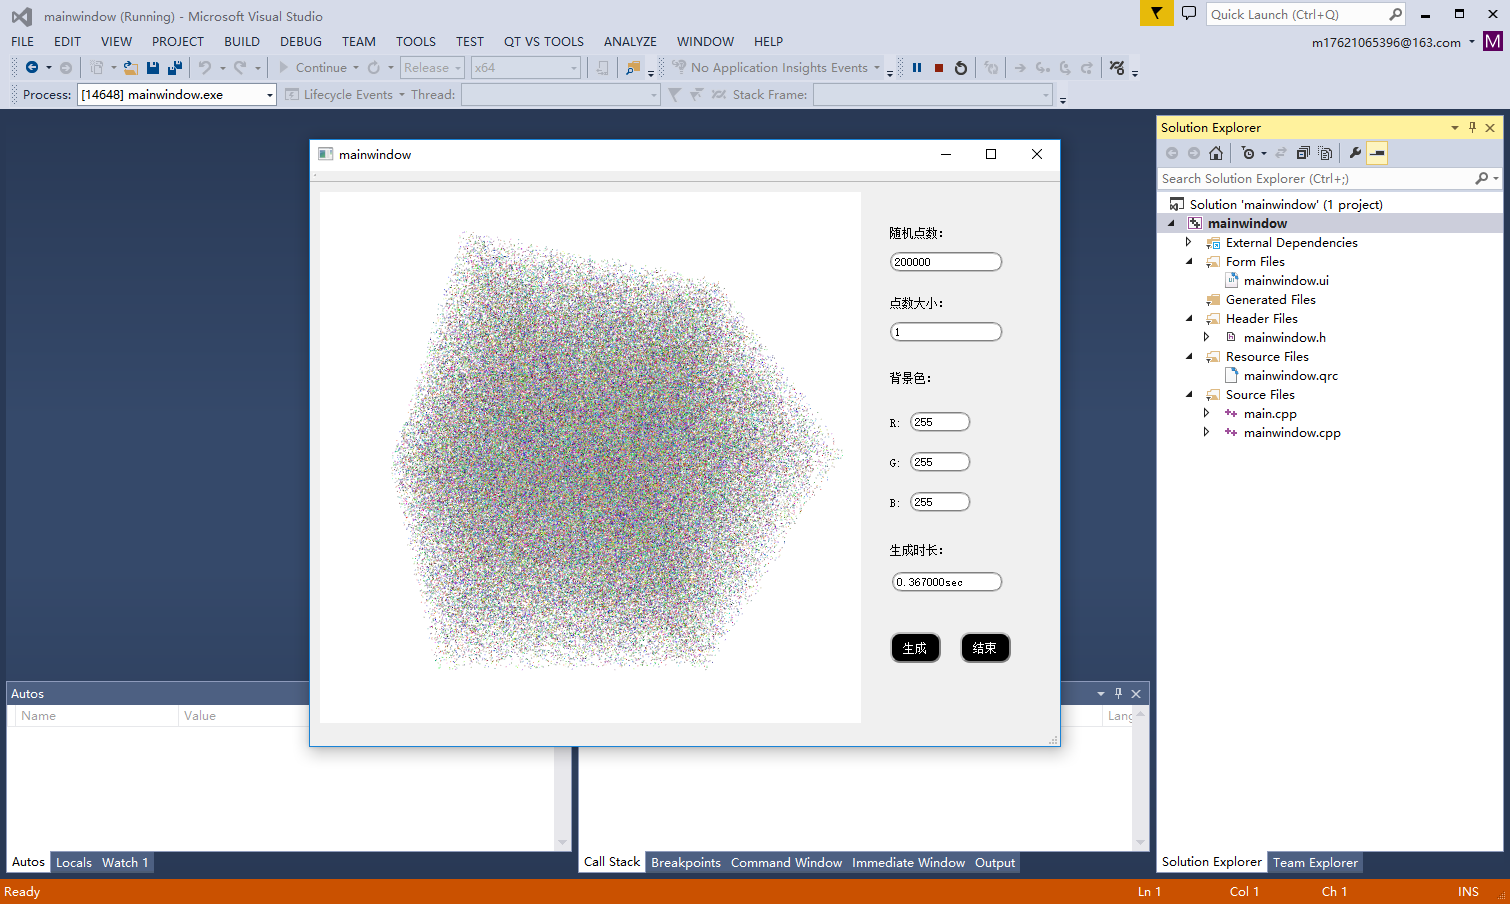 mainwindow (Running) - Microsoft Visual Studio
Quick Launch (Ctrl+Q)
FILE EDIT VIEW PROJECT BUILD DEBUG TEAM TOOLS TEST QT VS TOOLS ANALYZE WINDOW HELP
m17621065396@163.com M
Continue Release x64 No Application Insights Events
Process: [14648] mainwindow.exe Lifecycle Events Thread: Stack Frame:
mainwindow
随机点数:
200000
点数大小:
1
背景色:
R: 255
G: 255
B: 255
生成时长:
0.367000sec
生成 结束
Solution Explorer
Search Solution Explorer (Ctrl+;)
Solution 'mainwindow' (1 project)
mainwindow
External Dependencies
Form Files
mainwindow.ui
Generated Files
Header Files
mainwindow.h
Resource Files
mainwindow.qrc
Source Files
main.cpp
mainwindow.cpp
Autos
Name Value
Lang
Autos Locals Watch 1
Call Stack Breakpoints Command Window Immediate Window Output
Solution Explorer Team Explorer
Ready Ln 1 Col 1 Ch 1 INS